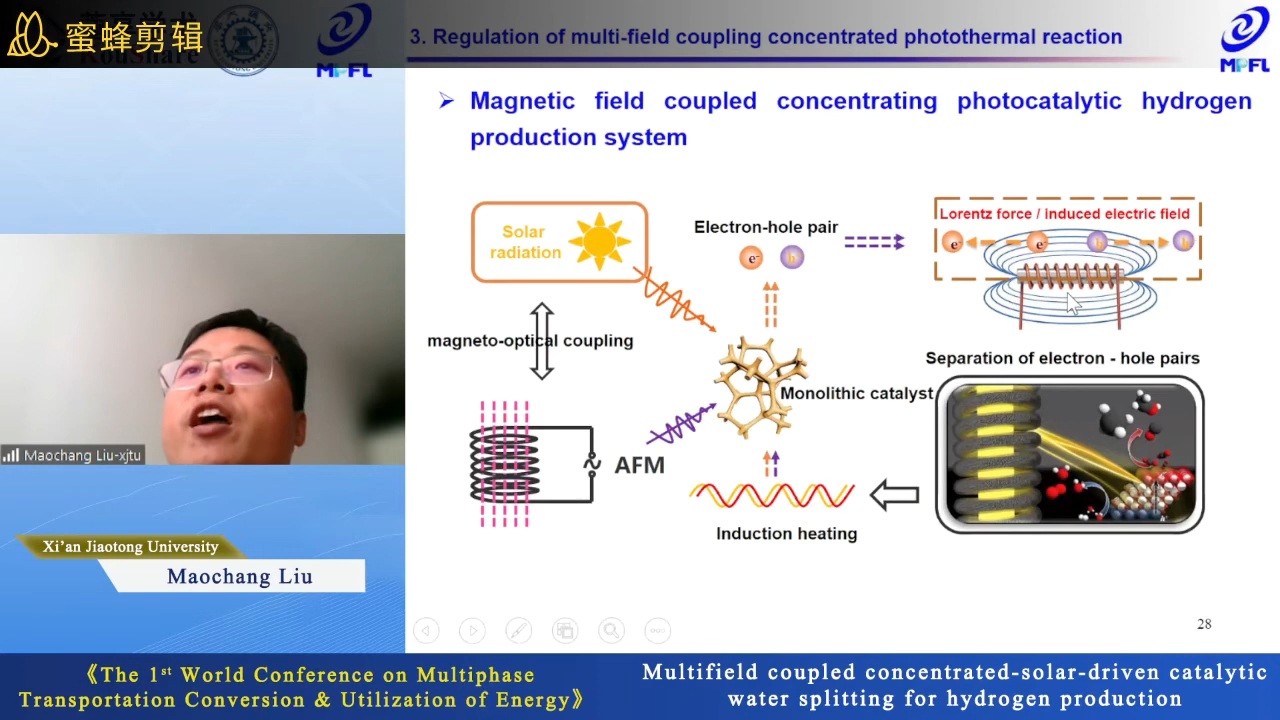 蜜蜂剪辑
KouShare
MPFL
3. Regulation of multi-field coupling concentrated photothermal reaction
MPFL
➢ Magnetic field coupled concentrating photocatalytic hydrogen
production system
Solar
radiation
Electron-hole pair
e⁻
h
Lorentz force / induced electric field
e⁻
e⁻
h
h
magneto-optical coupling
Separation of electron - hole pairs
Monolithic catalyst
AFM
Induction heating
Maochang Liu-xjtu
Xi’an Jiaotong University
Maochang Liu
28
《The 1st World Conference on Multiphase
Transportation Conversion & Utilization of Energy》
Multifield coupled concentrated-solar-driven catalytic
water splitting for hydrogen production